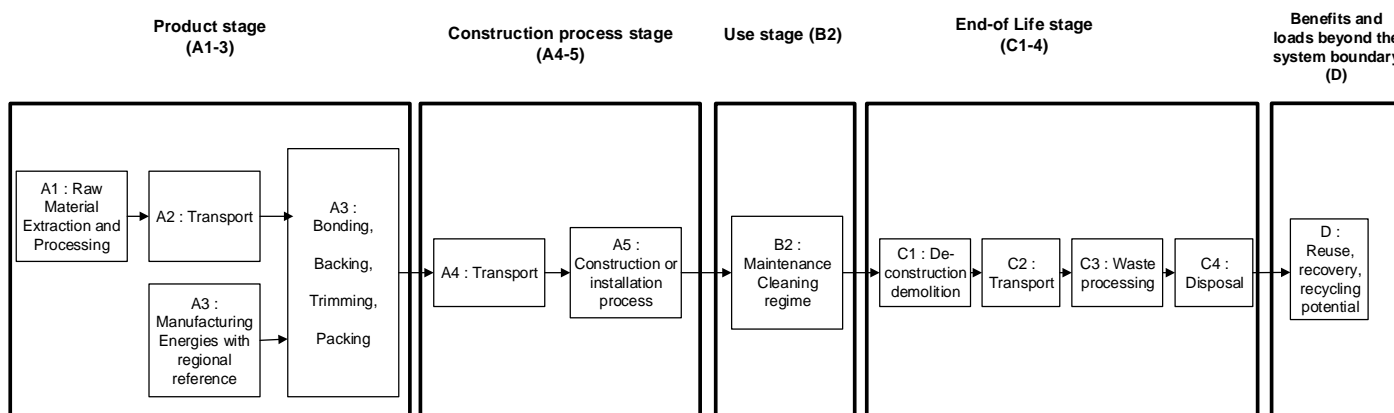 Product stage
(A1-3)
Construction process stage
(A4-5)
Use stage (B2)
End-of Life stage
(C1-4)
Benefits and
loads beyond the
system boundary
(D)
A1 : Raw
Material
Extraction and
Processing
A2 : Transport
A3 :
Manufacturing
Energies with
regional
reference
A3 :
Bonding,
Backing,
Trimming,
Packing
A4 : Transport
A5 :
Construction or
installation
process
B2 :
Maintenance
Cleaning
regime
C1 : De-
construction
demolition
C2 :
Transport
C3 : Waste
processing
C4 :
Disposal
D :
Reuse,
recovery,
recycling
potential